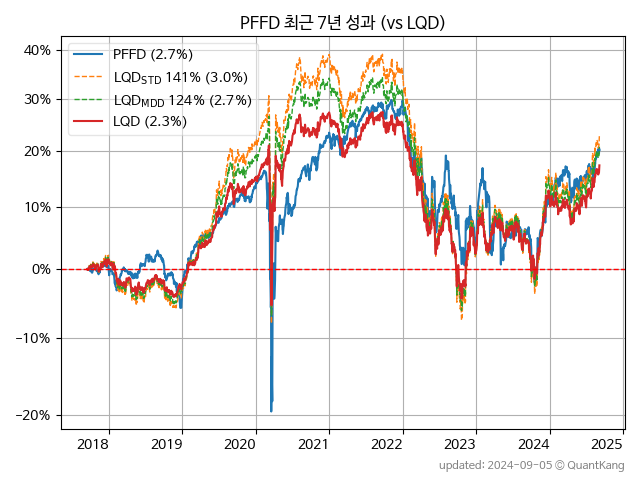 PFFD 최근 7년 성과 (vs LQD)
PFFD (2.7%)
LQD_STD 141% (3.0%)
LQD_MDD 124% (2.7%)
LQD (2.3%)
40%
30%
20%
10%
0%
−10%
−20%
2018 2019 2020 2021 2022 2023 2024 2025
updated: 2024-09-05 © QuantKang